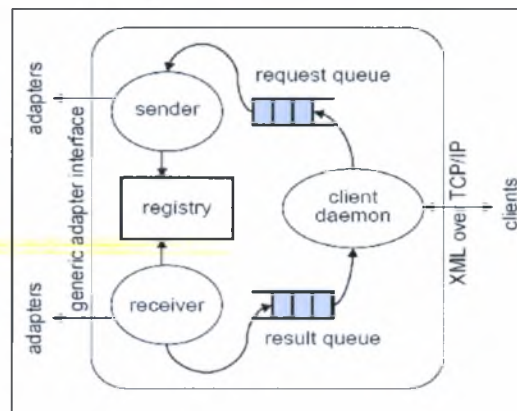 request queue
sender
adapters
generic adapter interface
registry
client
daemon
XML over TCP/IP
clients
receiver
adapters
result queue